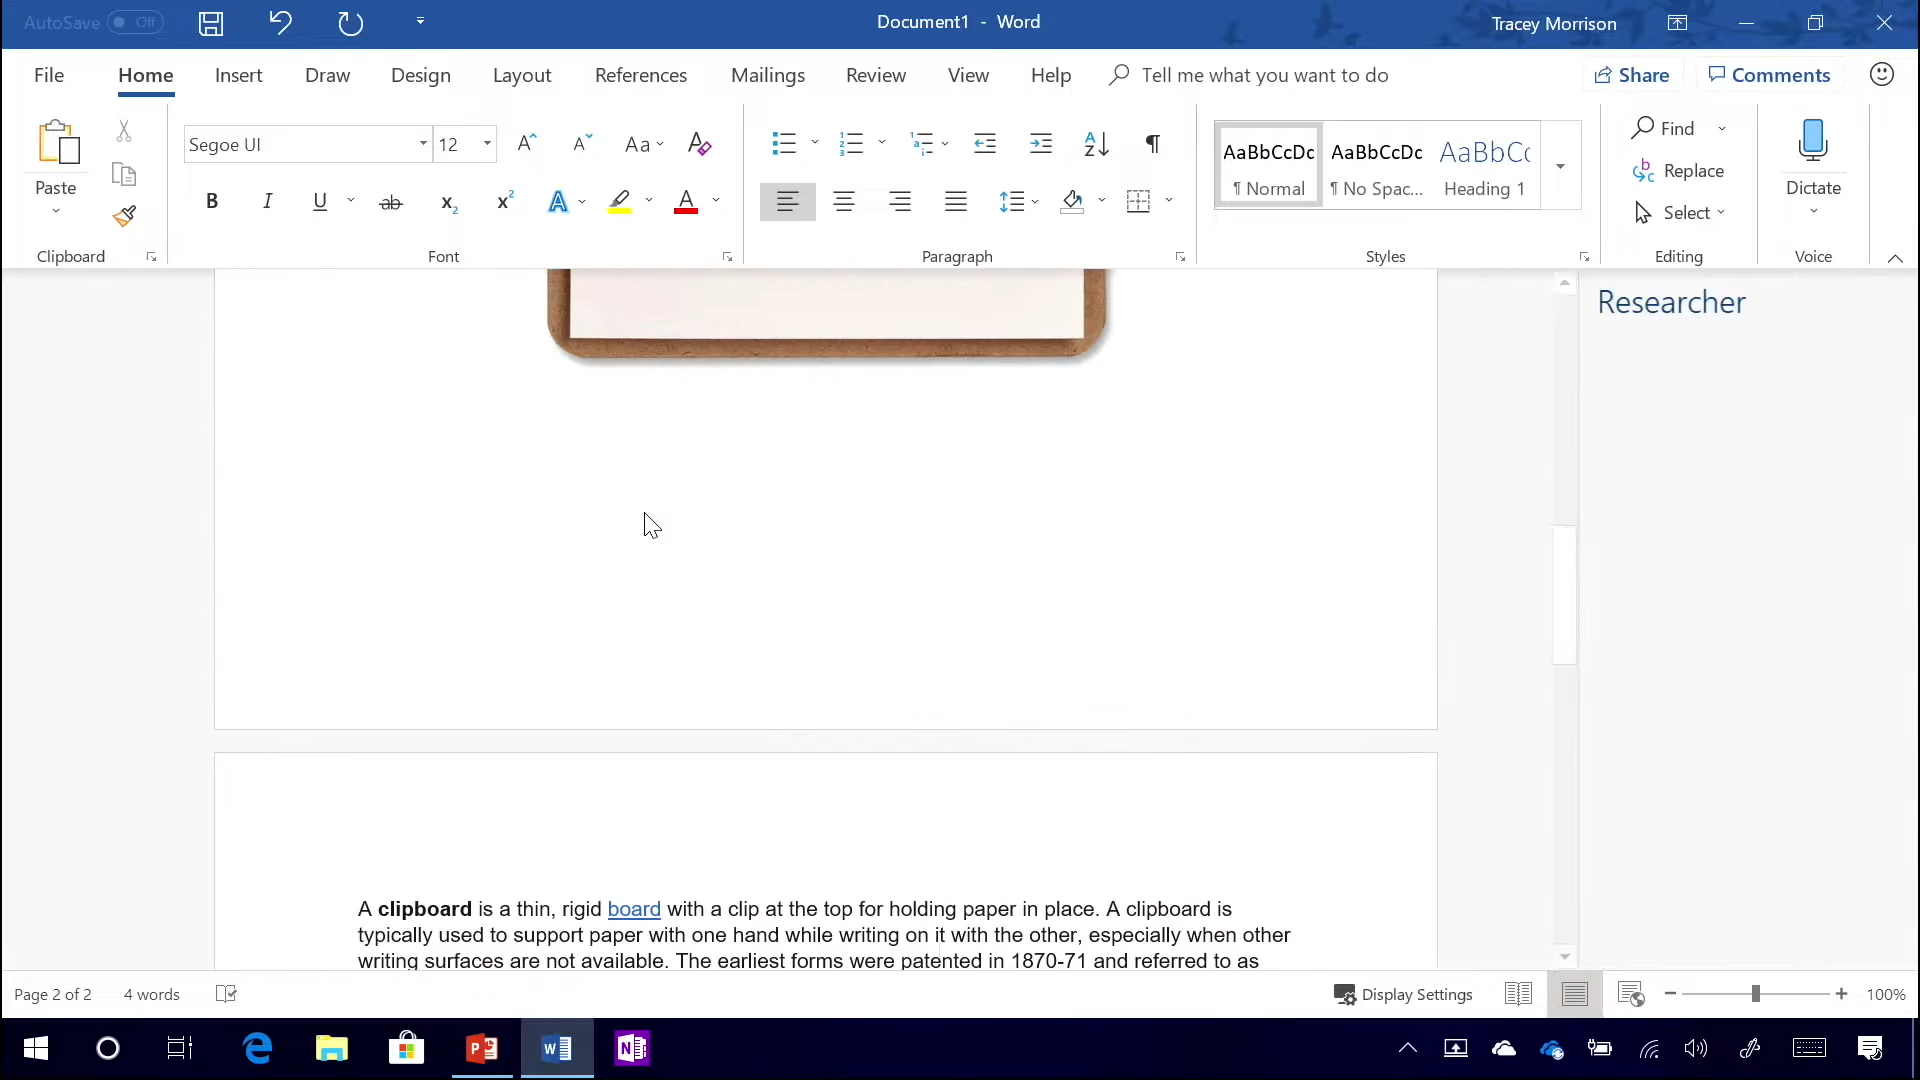 AutoSave Off
Document1 - Word
Tracey Morrison
File Home Insert Draw Design Layout References Mailings Review View Help Tell me what you want to do Share Comments
Paste
Clipboard
Segoe UI 12
Aa
B I U ab x2 x2 A A
Font
Paragraph
AaBbCcDc AaBbCcDc AaBbCc
¶ Normal ¶ No Spac... Heading 1
Styles
Find
Replace
Select
Editing
Dictate
Voice
Researcher
A clipboard is a thin, rigid board with a clip at the top for holding paper in place. A clipboard is
typically used to support paper with one hand while writing on it with the other, especially when other
writing surfaces are not available. The earliest forms were patented in 1870-71 and referred to as
Page 2 of 2 4 words Display Settings 100%